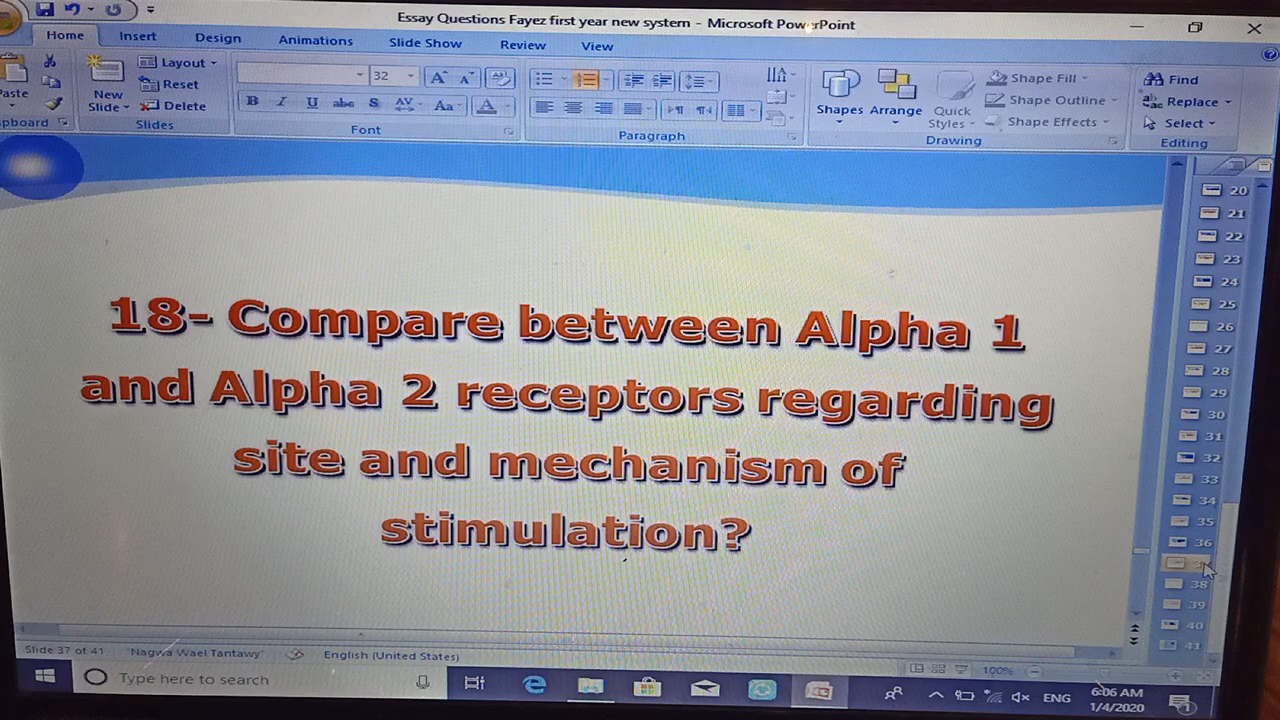 Essay Questions Fayez first year new system - Microsoft PowerPoint
Home Insert Design Animations Slide Show Review View
Layout
Reset
Delete
New Slide
Slides
32
B I U abc S AV Aa A
Font
Paragraph
Shapes Arrange Quick Styles
Shape Fill
Shape Outline
Shape Effects
Drawing
Find
Replace
Select
Editing
18- Compare between Alpha 1
and Alpha 2 receptors regarding
site and mechanism of
stimulation?
20
21
22
23
24
25
26
27
28
29
30
31
32
33
34
35
36
38
39
40
41
Slide 37 of 41 "Nagwa Wael Tantawy" English (United States) 100%
Type here to search
ENG
6:06 AM
1/4/2020